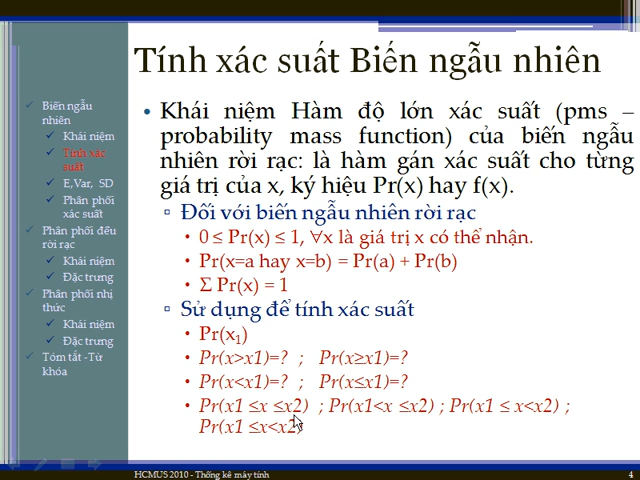 Tính xác suất Biến ngẫu nhiên
Biến ngẫu
nhiên
Khái niệm
Tính xác
suất
E,Var, SD
Phân phối
xác suất
Phân phối đều
rời rạc
Khái niệm
Đặc trưng
Phân phối nhị
thức
Khái niệm
Đặc trưng
Tóm tắt -Từ
khóa
• Khái niệm Hàm độ lớn xác suất (pms –
probability mass function) của biến ngẫu
nhiên rời rạc: là hàm gán xác suất cho từng
giá trị của x, ký hiệu Pr(x) hay f(x).
Đối với biến ngẫu nhiên rời rạc
• 0 ≤ Pr(x) ≤ 1, ∀x là giá trị x có thể nhận.
• Pr(x=a hay x=b) = Pr(a) + Pr(b)
• Σ Pr(x) = 1
Sử dụng để tính xác suất
• Pr(x₁)
• Pr(x>x1)=? ; Pr(x≥x1)=?
• Pr(x<x1)=? ; Pr(x≤x1)=?
• Pr(x1 ≤x ≤x2) ; Pr(x1<x ≤x2) ; Pr(x1 ≤ x<x2) ;
Pr(x1 ≤x<x2)
HCMUS 2010 - Thống kê máy tính
4